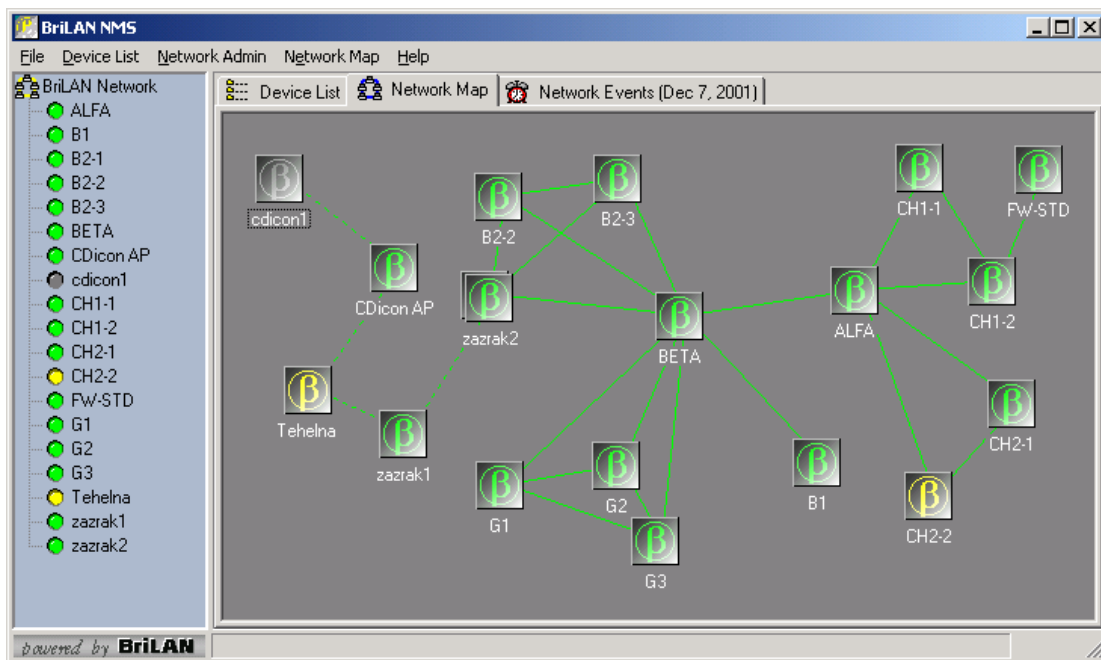 BriLAN NMS
File Device List Network Admin Network Map Help
BriLAN Network
ALFA
B1
B2-1
B2-2
B2-3
BETA
CDicon AP
cdicon1
CH1-1
CH1-2
CH2-1
CH2-2
FW-STD
G1
G2
G3
Tehelna
zazrak1
zazrak2
Device List Network Map Network Events (Dec 7, 2001)
β cdicon1
β B2-2
β B2-3
β CH1-1
β FW-STD
β CDicon AP
β zazrak2
β BETA
β ALFA
β CH1-2
β Tehelna
β zazrak1
β G1
β G2
β G3
β B1
β CH2-1
β CH2-2
powered by BriLAN